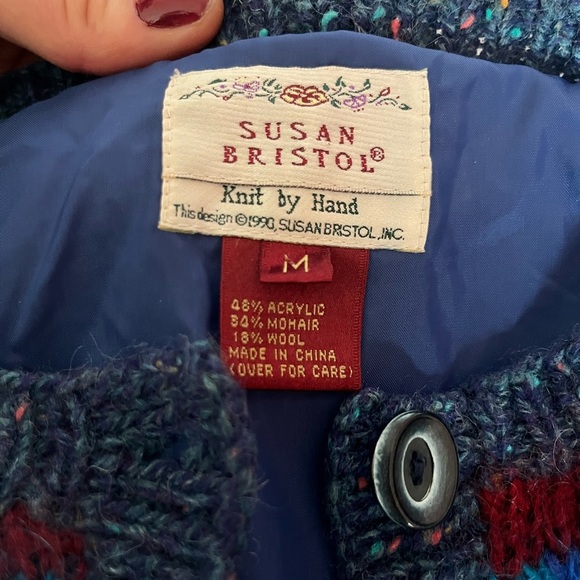 SUSAN
BRISTOL®
Knit by Hand
This design ©1990, SUSAN BRISTOL, INC.
M
48% ACRYLIC
34% MOHAIR
18% WOOL
MADE IN CHINA
(OVER FOR CARE)